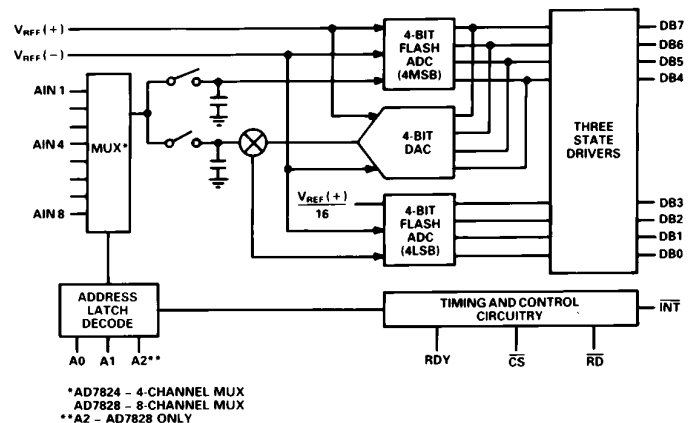 VREF (+)
VREF (−)
AIN 1
AIN 4
AIN 8
MUX*
4-BIT
FLASH
ADC
(4MSB)
4-BIT
DAC
VREF (+)
16
4-BIT
FLASH
ADC
(4LSB)
THREE
STATE
DRIVERS
DB7
DB6
DB5
DB4
DB3
DB2
DB1
DB0
ADDRESS
LATCH
DECODE
TIMING AND CONTROL
CIRCUITRY
INT
A0 A1 A2**
RDY CS RD
*AD7824 – 4-CHANNEL MUX
AD7828 – 8-CHANNEL MUX
**A2 – AD7828 ONLY